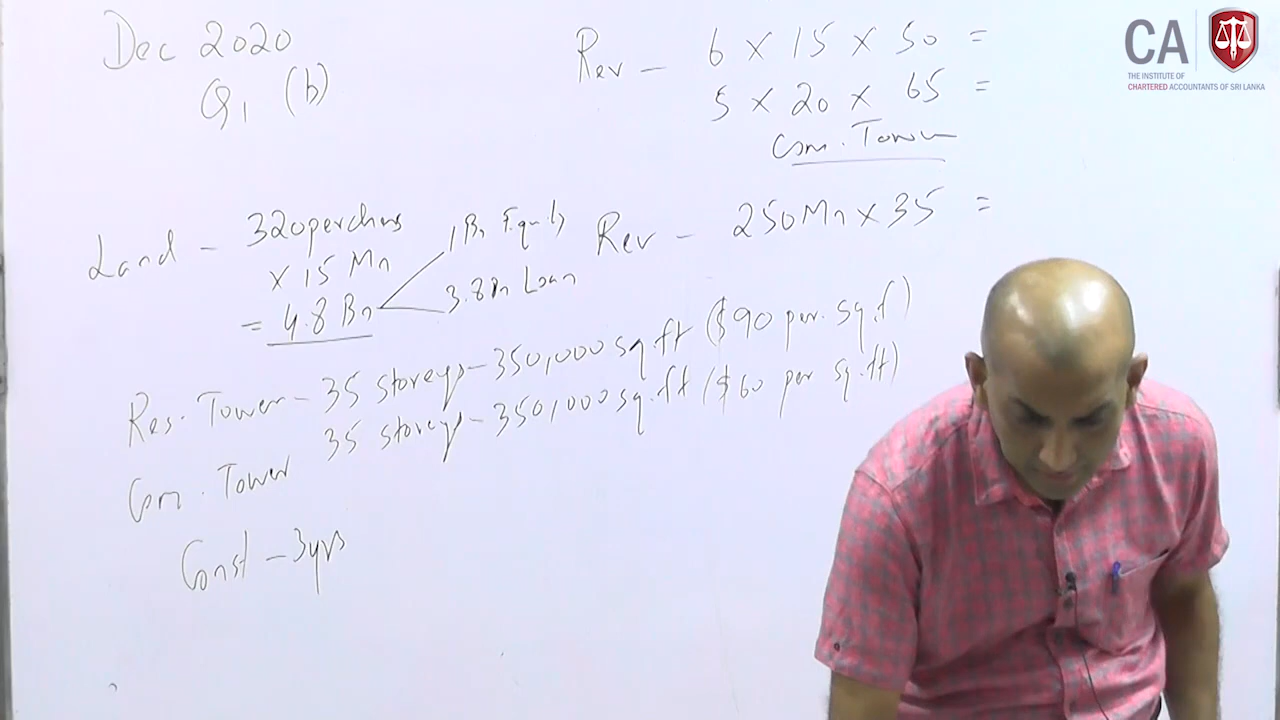 Dec 2020
Q1 (b)
Rev - 6 X 15 X 50 =
5 X 20 X 65 =
Com. Tower
Rev - 250Mn X 35 =
Land - 320perches
X 15 Mn
= 4.8 Bn
1 Bn Equity
3.8Bn Loan
Res. Tower - 35 storeys - 350,000 sq.ft ($90 per. sq.f)
Com. Tower 35 storeys - 350,000 sq.ft ($60 per sq.ft)
Const - 3yrs
CA
THE INSTITUTE OF
CHARTERED ACCOUNTANTS OF SRI LANKA